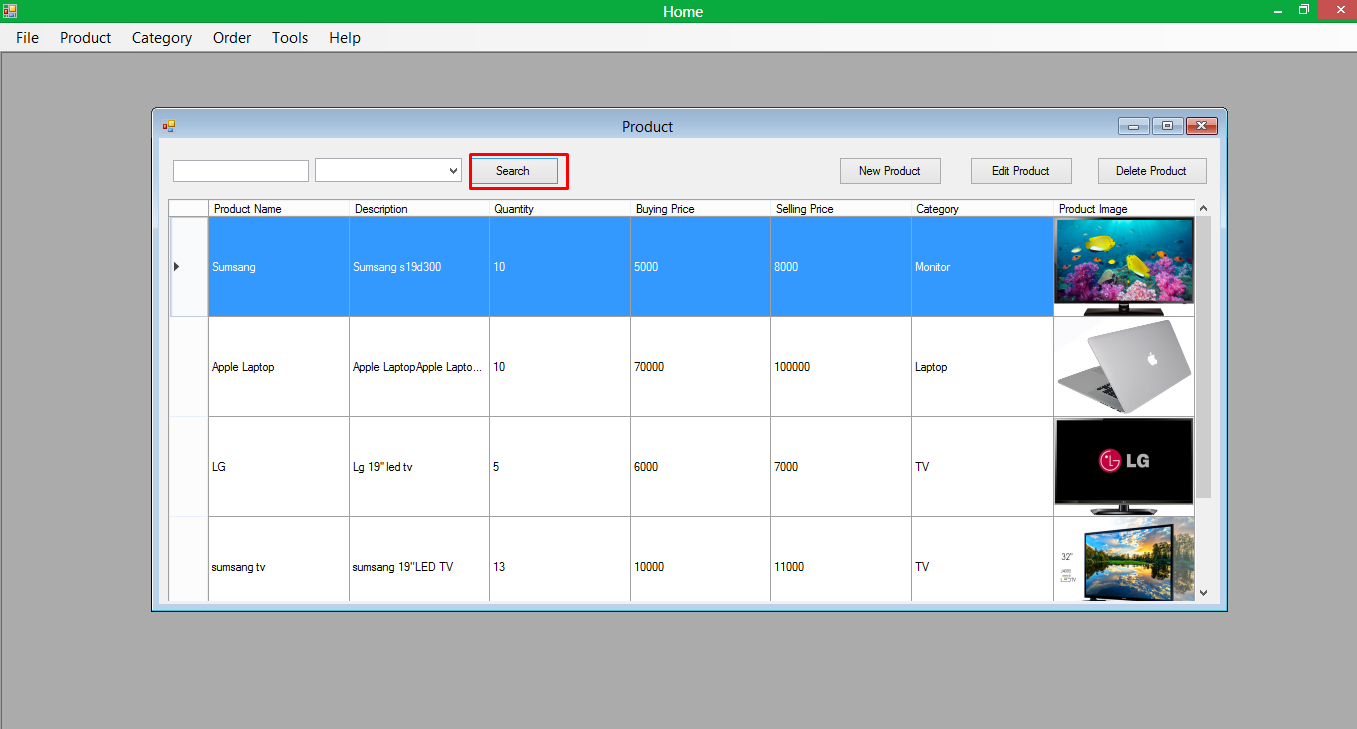 Home
File Product Category Order Tools Help
Product
Search New Product Edit Product Delete Product
Product Name Description Quantity Buying Price Selling Price Category Product Image
Sumsang Sumsang s19d300 10 5000 8000 Monitor
Apple Laptop Apple LaptopApple Lapto... 10 70000 100000 Laptop
LG Lg 19" led tv 5 6000 7000 TV
LG
sumsang tv sumsang 19"LED TV 13 10000 11000 TV
32"